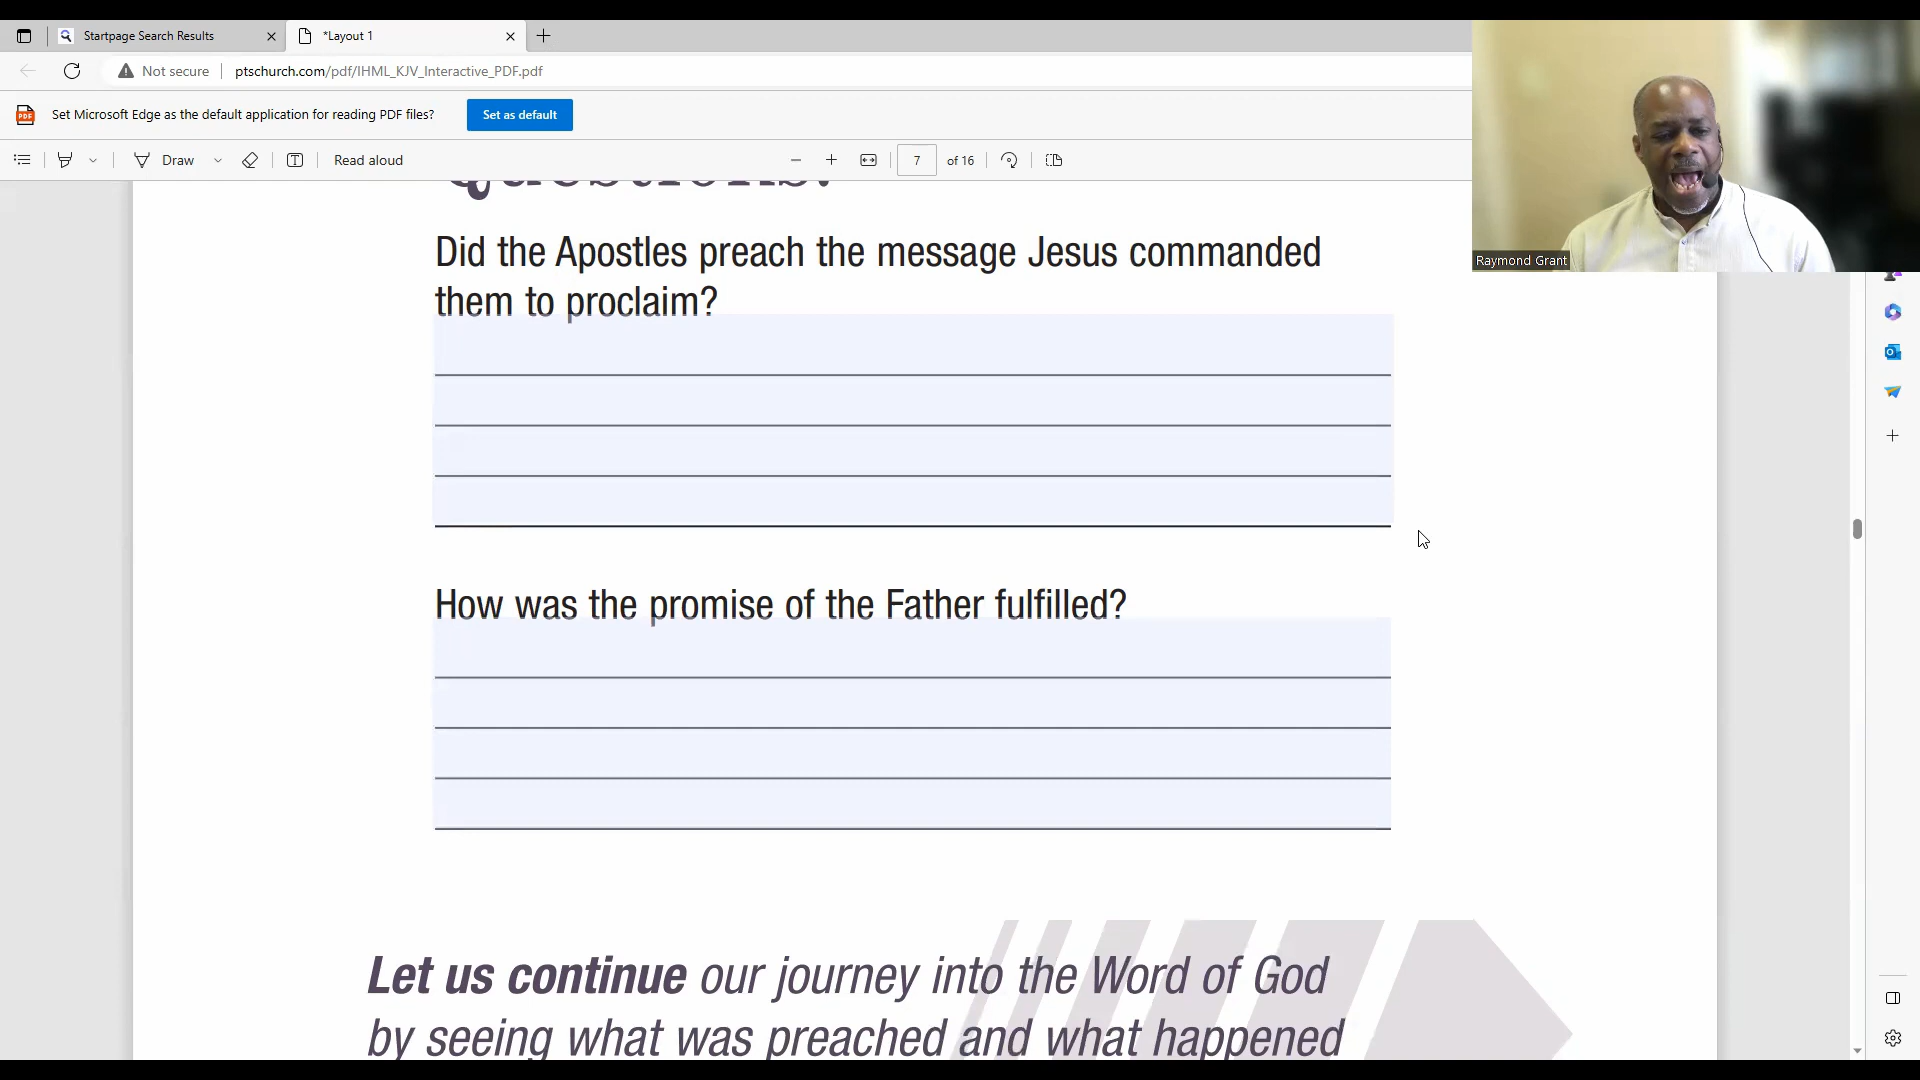 Startpage Search Results
*Layout 1
Not secure
ptschurch.com/pdf/IHML_KJV_Interactive_PDF.pdf
Set Microsoft Edge as the default application for reading PDF files?
Set as default
Draw
Read aloud
7
of 16
Questions:
Raymond Grant
Did the Apostles preach the message Jesus commanded
them to proclaim?
How was the promise of the Father fulfilled?
Let us continue our journey into the Word of God
by seeing what was preached and what happened